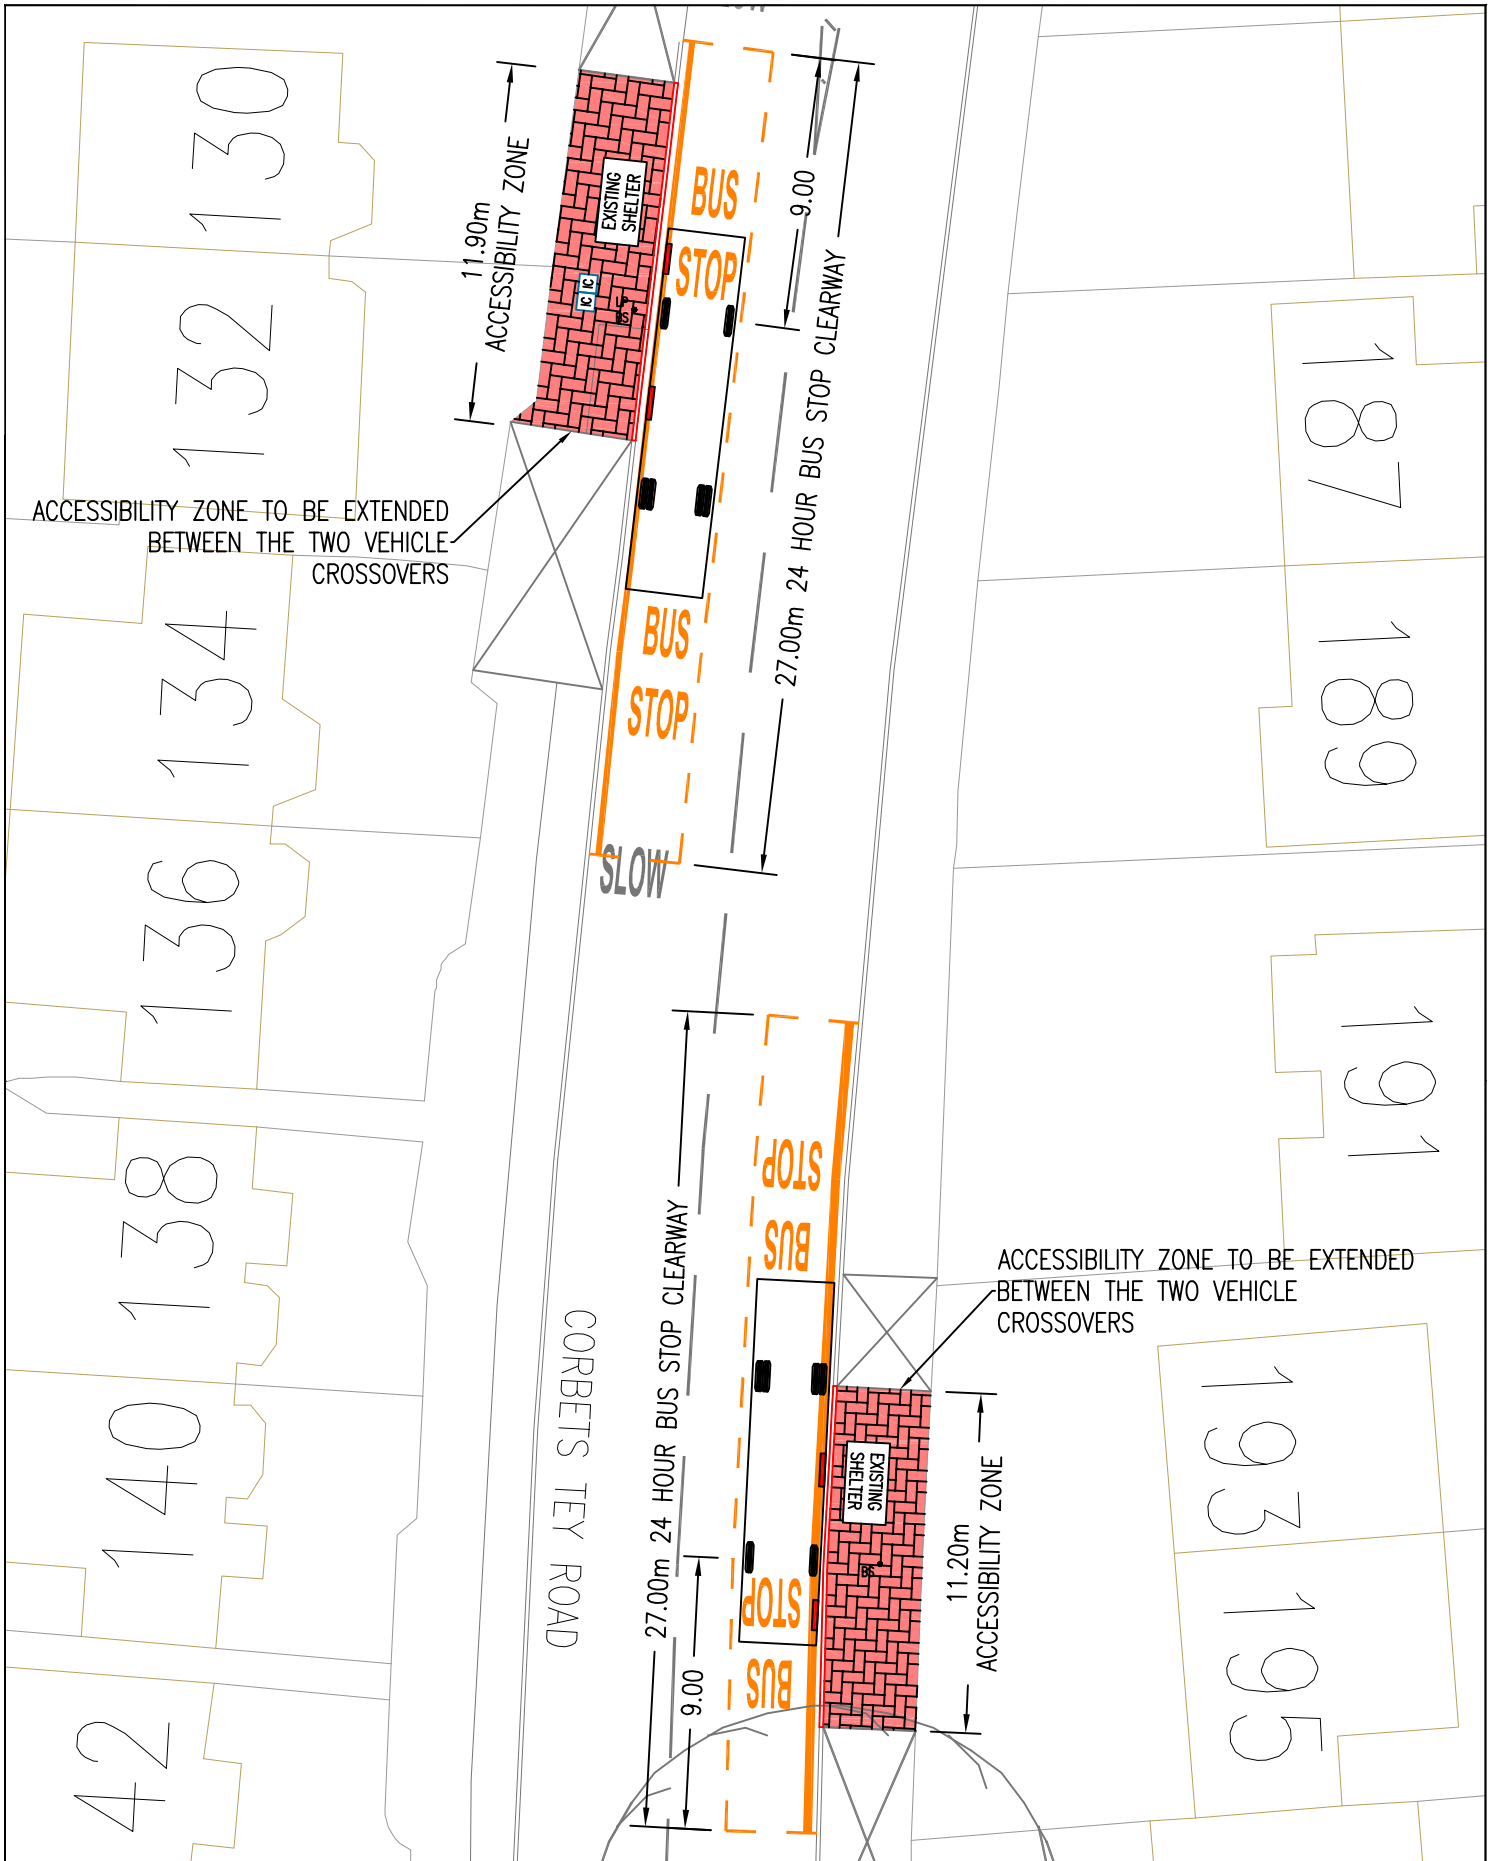 130
132
134
136
138
140
42
187
189
191
193
195
11.90m
ACCESSIBILITY ZONE
EXISTING
SHELTER
IC
IC
LP
BS
BUS
STOP
9.00
27.00m 24 HOUR BUS STOP CLEARWAY
ACCESSIBILITY ZONE TO BE EXTENDED
BETWEEN THE TWO VEHICLE
CROSSOVERS
BUS
STOP
SLOW
STOP
BUS
27.00m 24 HOUR BUS STOP CLEARWAY
CORBETS TEY ROAD
ACCESSIBILITY ZONE TO BE EXTENDED
BETWEEN THE TWO VEHICLE
CROSSOVERS
EXISTING
SHELTER
BS
11.20m
ACCESSIBILITY ZONE
STOP
BUS
9.00